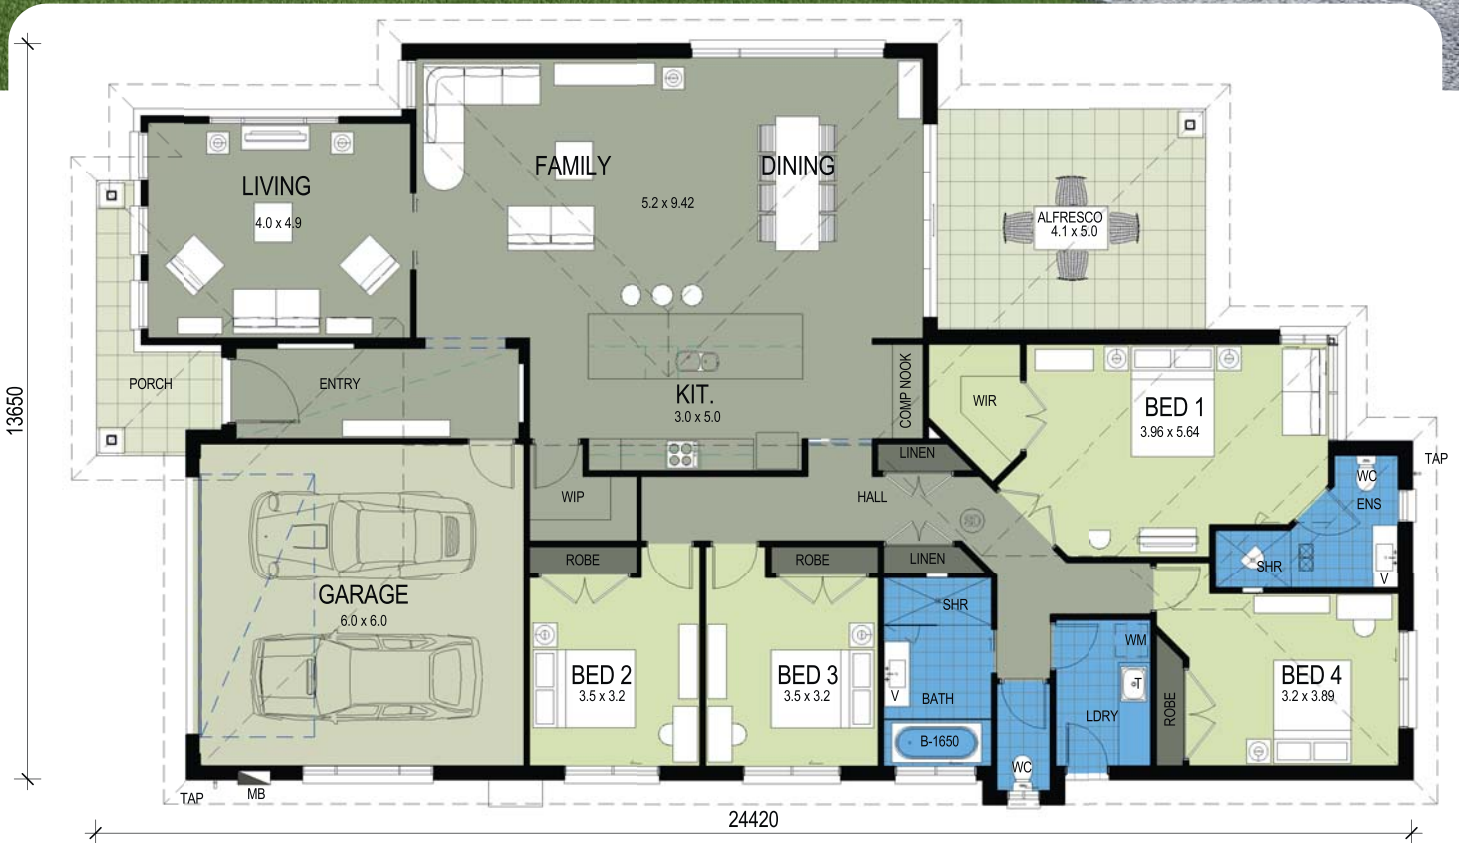 FAMILY
DINING
LIVING
4.0 x 4.9
5.2 x 9.42
ALFRESCO
4.1 x 5.0
13650
PORCH
ENTRY
KIT.
3.0 x 5.0
COMP NOOK
WIR
BED 1
3.96 x 5.64
LINEN
TAP
WC
ENS
WIP
HALL
SD
ROBE
ROBE
LINEN
SHR
V
GARAGE
6.0 x 6.0
SHR
WM
BED 2
3.5 x 3.2
BED 3
3.5 x 3.2
V
BATH
T
LDRY
ROBE
BED 4
3.2 x 3.89
B-1650
WC
TAP
MB
24420